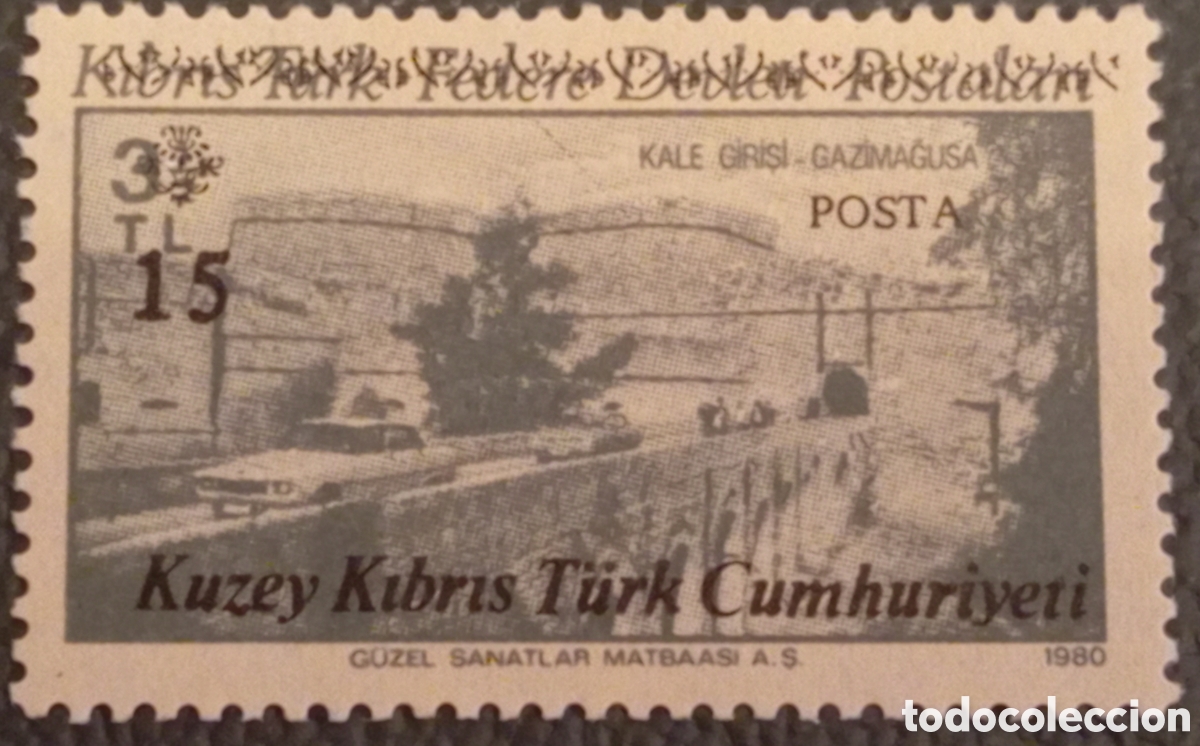 Kıbrıs Türk Federe Devleti Postaları
3
TL
15
KALE GİRİŞİ - GAZİMAĞUSA
POSTA
Kuzey Kıbrıs Türk Cumhuriyeti
GÜZEL SANATLAR MATBAASI A.Ş.
1980
todocoleccion